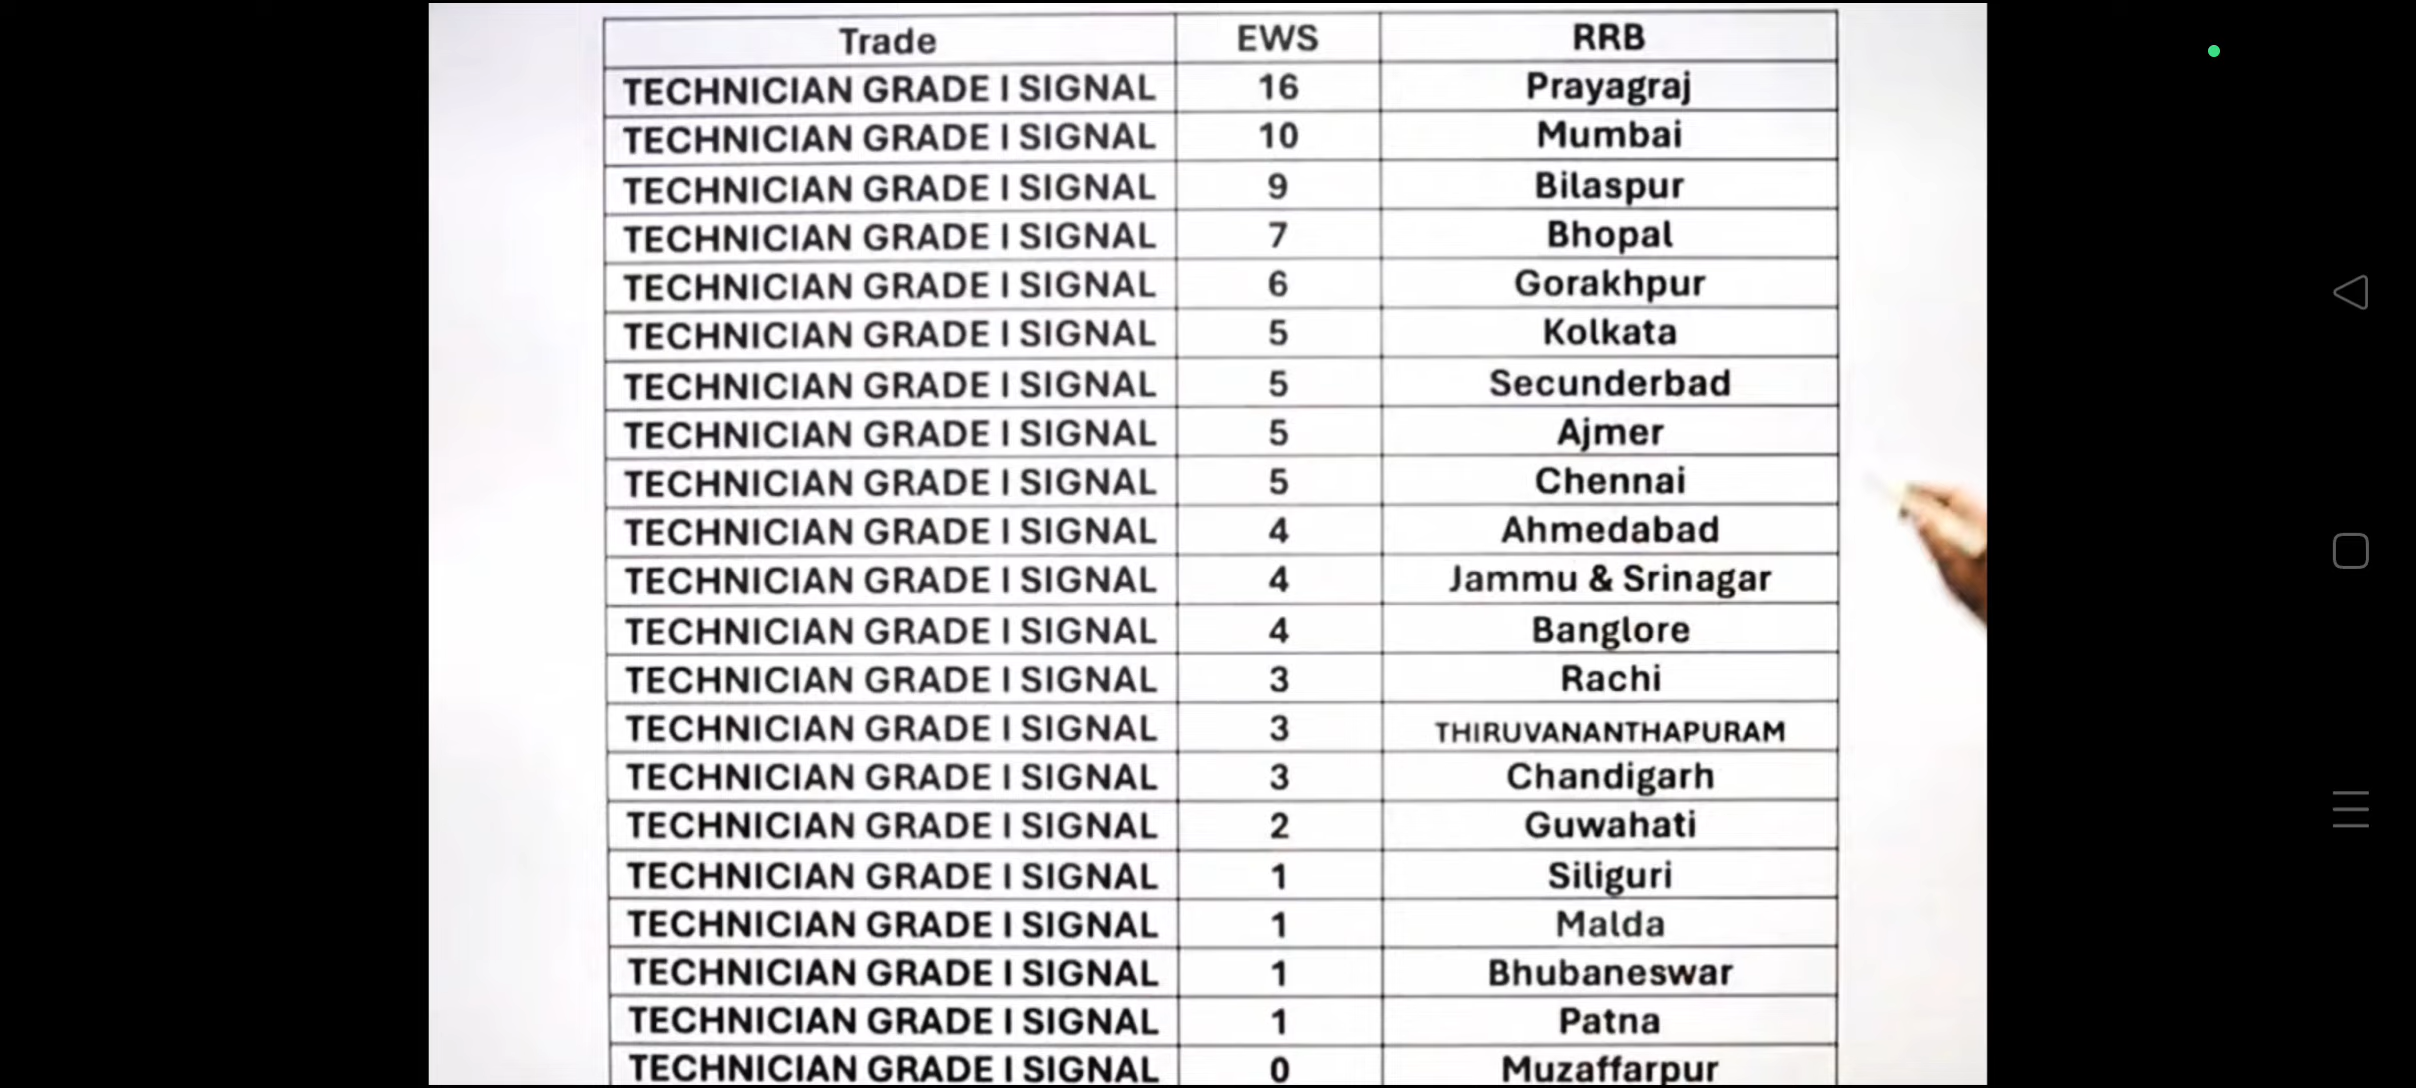 Trade EWS RRB
TECHNICIAN GRADE I SIGNAL 16 Prayagraj
TECHNICIAN GRADE I SIGNAL 10 Mumbai
TECHNICIAN GRADE I SIGNAL 9 Bilaspur
TECHNICIAN GRADE I SIGNAL 7 Bhopal
TECHNICIAN GRADE I SIGNAL 6 Gorakhpur
TECHNICIAN GRADE I SIGNAL 5 Kolkata
TECHNICIAN GRADE I SIGNAL 5 Secunderbad
TECHNICIAN GRADE I SIGNAL 5 Ajmer
TECHNICIAN GRADE I SIGNAL 5 Chennai
TECHNICIAN GRADE I SIGNAL 4 Ahmedabad
TECHNICIAN GRADE I SIGNAL 4 Jammu & Srinagar
TECHNICIAN GRADE I SIGNAL 4 Banglore
TECHNICIAN GRADE I SIGNAL 3 Rachi
TECHNICIAN GRADE I SIGNAL 3 THIRUVANANTHAPURAM
TECHNICIAN GRADE I SIGNAL 3 Chandigarh
TECHNICIAN GRADE I SIGNAL 2 Guwahati
TECHNICIAN GRADE I SIGNAL 1 Siliguri
TECHNICIAN GRADE I SIGNAL 1 Malda
TECHNICIAN GRADE I SIGNAL 1 Bhubaneswar
TECHNICIAN GRADE I SIGNAL 1 Patna
TECHNICIAN GRADE I SIGNAL 0 Muzaffarpur